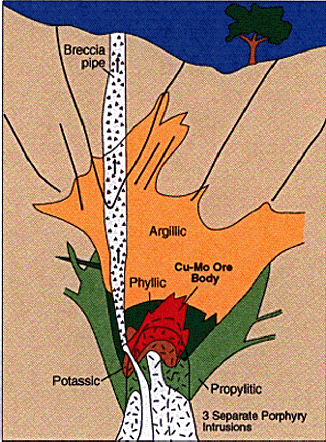 Breccia
pipe
Argillic
Cu-Mo Ore
Body
Phyllic
Potassic
Propylitic
3 Separate Porphyry
Intrusions